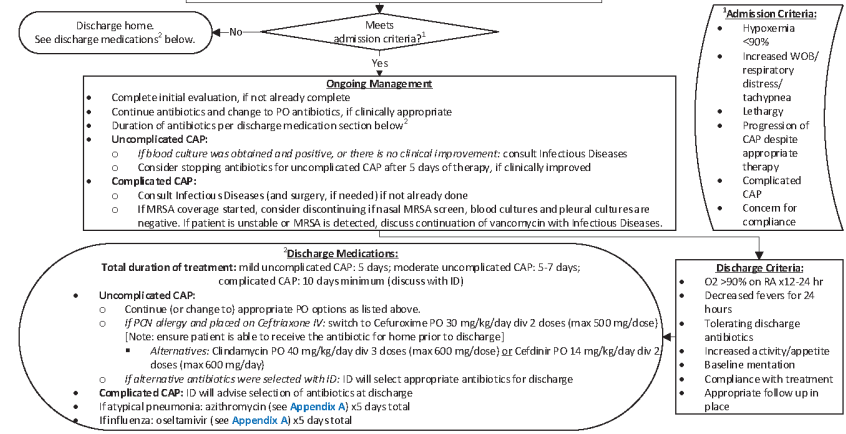 Discharge home.
See discharge medications2 below.
No
Meets
admission criteria?1
Yes
1Admission Criteria:
• Hypoxemia
<90%
• Increased WOB/
respiratory
distress/
tachypnea
• Lethargy
• Progression of
CAP despite
appropriate
therapy
• Complicated
CAP
• Concern for
compliance
Ongoing Management
• Complete initial evaluation, if not already complete
• Continue antibiotics and change to PO antibiotics, if clinically appropriate
• Duration of antibiotics per discharge medication section below2
• Uncomplicated CAP:
o If blood culture was obtained and positive, or there is no clinical improvement: consult Infectious Diseases
o Consider stopping antibiotics for uncomplicated CAP after 5 days of therapy, if clinically improved
• Complicated CAP:
o Consult Infectious Diseases (and surgery, if needed) if not already done
o If MRSA coverage started, consider discontinuing if nasal MRSA screen, blood cultures and pleural cultures are
negative. If patient is unstable or MRSA is detected, discuss continuation of vancomycin with Infectious Diseases.
2Discharge Medications:
Total duration of treatment: mild uncomplicated CAP: 5 days; moderate uncomplicated CAP: 5-7 days;
complicated CAP: 10 days minimum (discuss with ID)
• Uncomplicated CAP:
o Continue (or change to) appropriate PO options as listed above.
o If PCN allergy and placed on Ceftriaxone IV: switch to Cefuroxime PO 30 mg/kg/day div 2 doses (max 500 mg/dose)
[Note: ensure patient is able to receive the antibiotic for home prior to discharge]
▪ Alternatives: Clindamycin PO 40 mg/kg/day div 3 doses (max 600 mg/dose) or Cefdinir PO 14 mg/kg/day div 2
doses (max 600 mg/day)
o If alternative antibiotics were selected with ID: ID will select appropriate antibiotics for discharge
• Complicated CAP: ID will advise selection of antibiotics at discharge
• If atypical pneumonia: azithromycin (see Appendix A) x5 days total
• If influenza: oseltamivir (see Appendix A) x5 days total
Discharge Criteria:
• O2 >90% on RA x12-24 hr
• Decreased fevers for 24
hours
• Tolerating discharge
antibiotics
• Increased activity/appetite
• Baseline mentation
• Compliance with treatment
• Appropriate follow up in
place